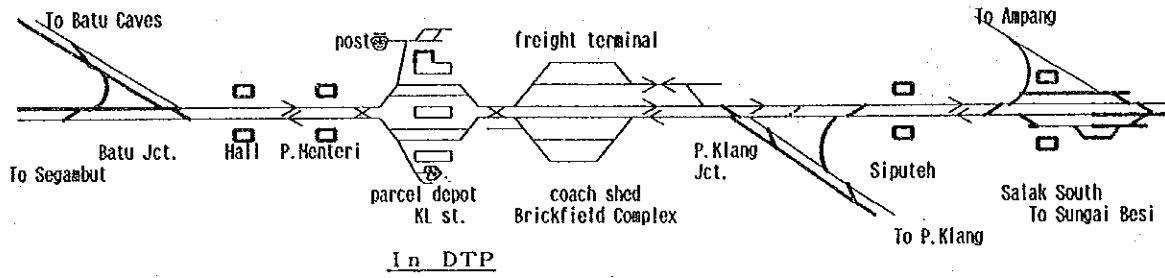 To Batu Caves
To Ampang
post
freight terminal
Batu Jct.
Hall
P.Henteri
P.Klang
Jct.
Siputeh
To Segambut
parcel depot
KL st.
coach shed
Brickfield Complex
Salak South
To Sungai Besi
To P.Klang
In DTP